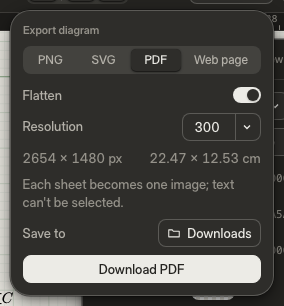 Export diagram
PNG SVG PDF Web page
Flatten
Resolution 300
2654 × 1480 px 22.47 × 12.53 cm
Each sheet becomes one image; text
can't be selected.
Save to Downloads
Download PDF